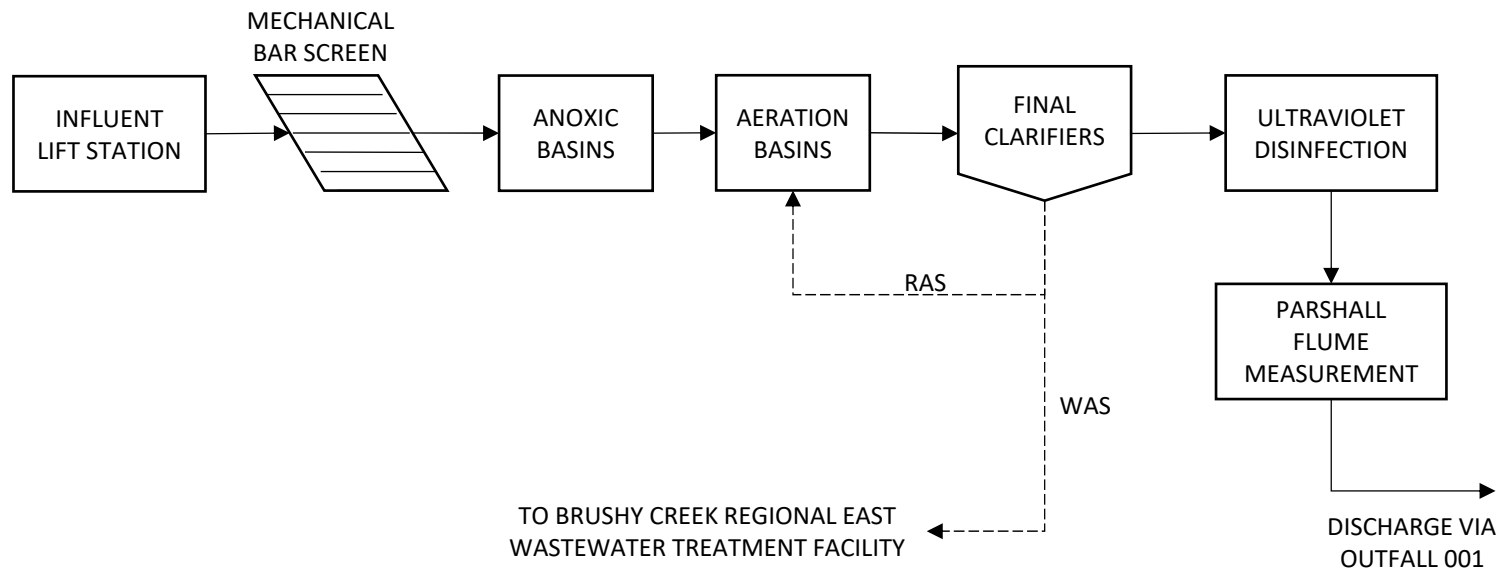 MECHANICAL
BAR SCREEN
INFLUENT
LIFT STATION
ANOXIC
BASINS
AERATION
BASINS
FINAL
CLARIFIERS
ULTRAVIOLET
DISINFECTION
RAS
PARSHALL
FLUME
MEASUREMENT
WAS
TO BRUSHY CREEK REGIONAL EAST
WASTEWATER TREATMENT FACILITY
DISCHARGE VIA
OUTFALL 001